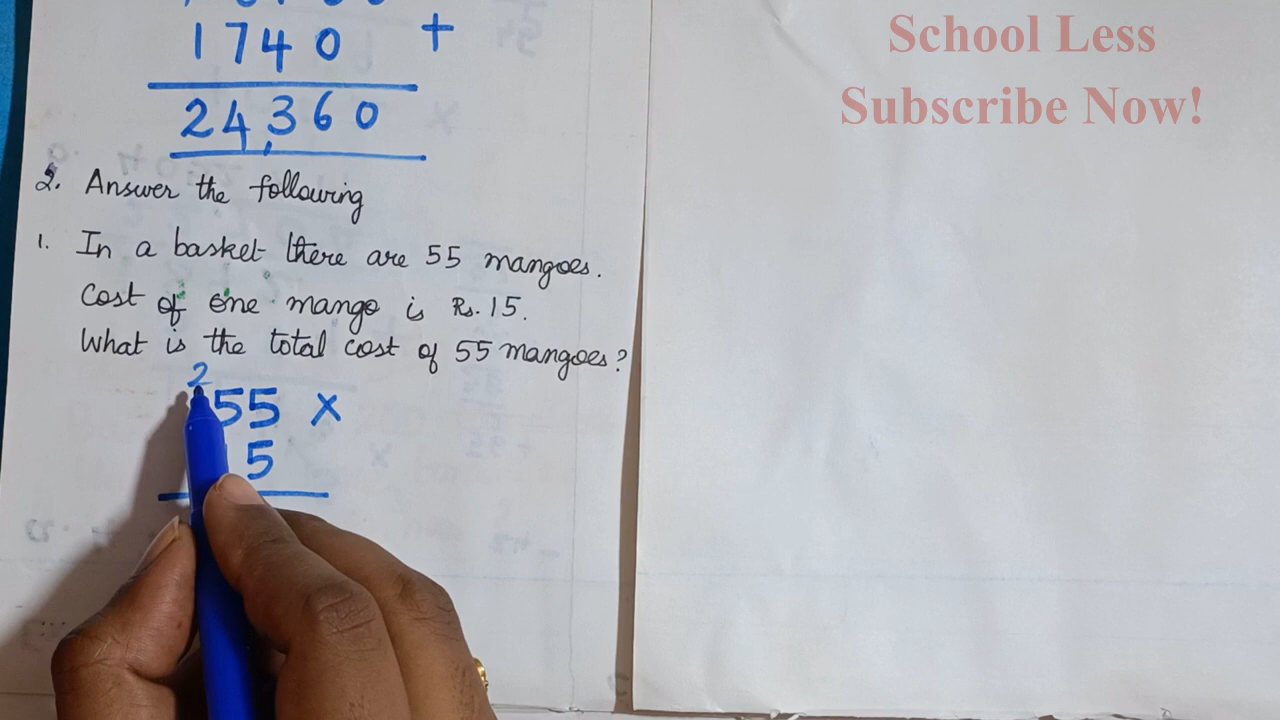 School Less
Subscribe Now!
1740 +
24,360
2. Answer the following
1. In a basket there are 55 mangoes.
Cost of one mango is Rs. 15.
What is the total cost of 55 mangoes?
2
55 x
5